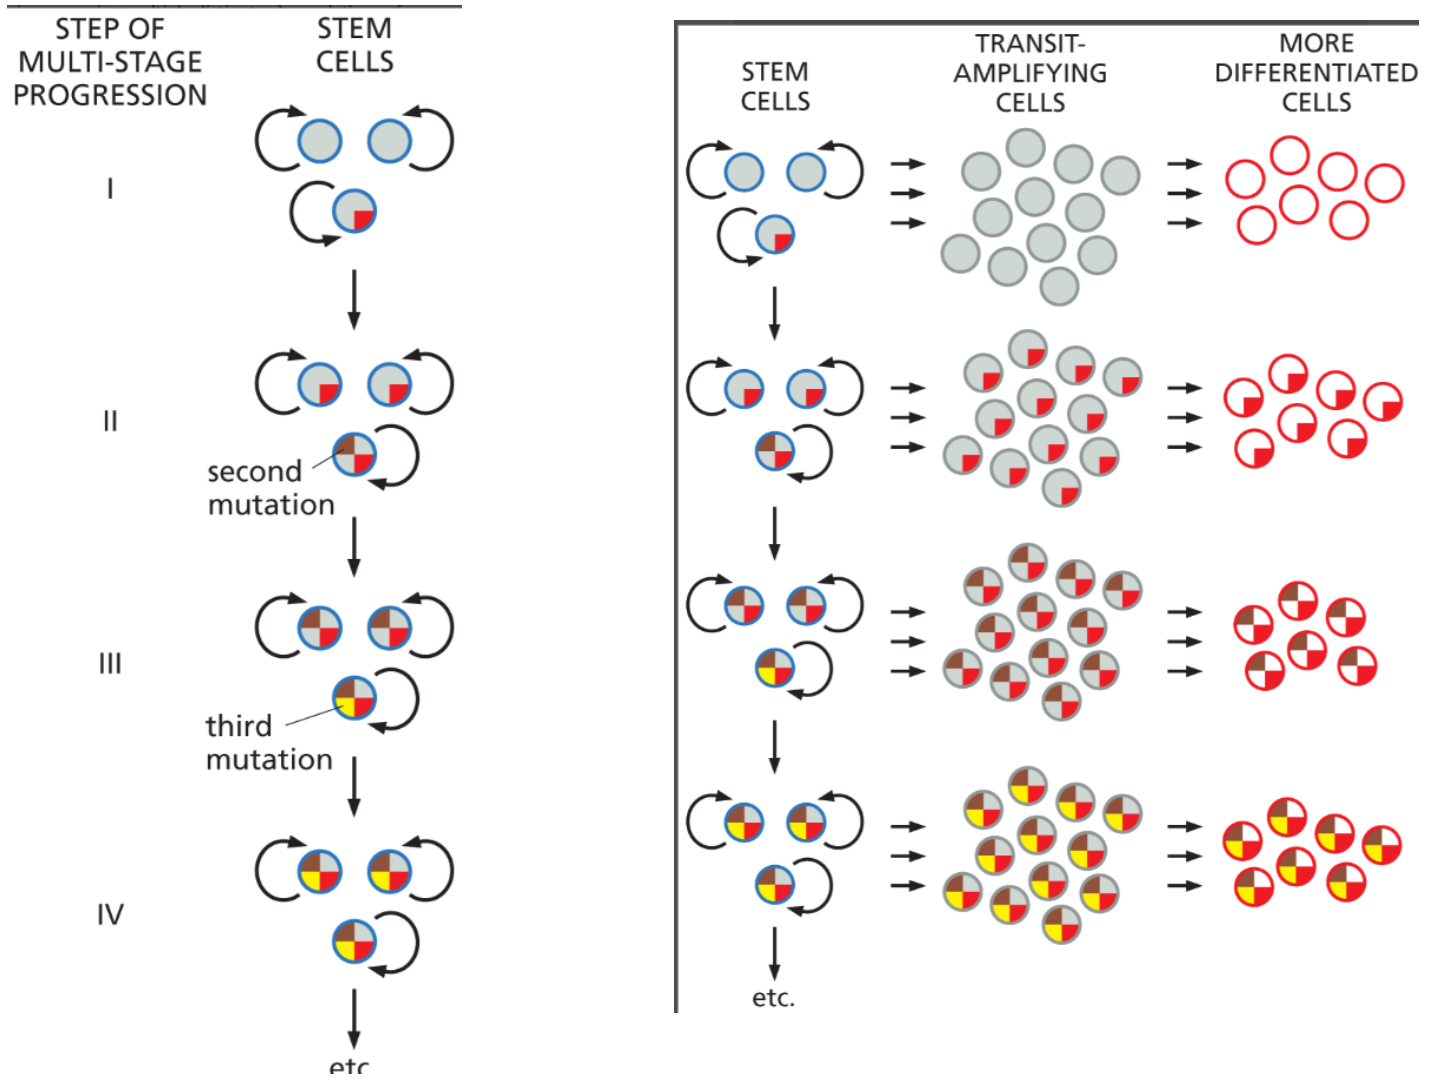 STEP OF
MULTI-STAGE
PROGRESSION
STEM
CELLS
I
II
second
mutation
III
third
mutation
IV
etc
STEM
CELLS
TRANSIT-
AMPLIFYING
CELLS
MORE
DIFFERENTIATED
CELLS
etc.